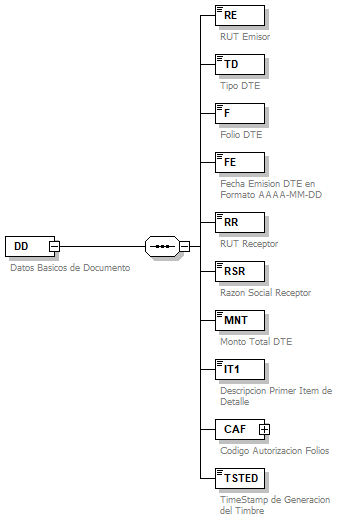 RE
RUT Emisor
TD
Tipo DTE
F
Folio DTE
FE
Fecha Emision DTE en
Formato AAAA-MM-DD
RR
RUT Receptor
DD
Datos Basicos de Documento
RSR
Razon Social Receptor
MNT
Monto Total DTE
IT1
Descripcion Primer Item de
Detalle
CAF
Codigo Autorizacion Folios
TSTED
TimeStamp de Generacion
del Timbre